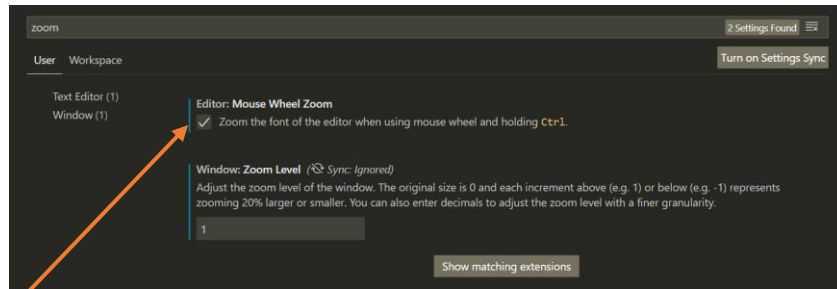 zoom
2 Settings Found
User Workspace
Turn on Settings Sync
Text Editor (1)
Window (1)
Editor: Mouse Wheel Zoom
Zoom the font of the editor when using mouse wheel and holding Ctrl.
Window: Zoom Level (Sync: Ignored)
Adjust the zoom level of the window. The original size is 0 and each increment above (e.g. 1) or below (e.g. -1) represents
zooming 20% larger or smaller. You can also enter decimals to adjust the zoom level with a finer granularity.
1
Show matching extensions